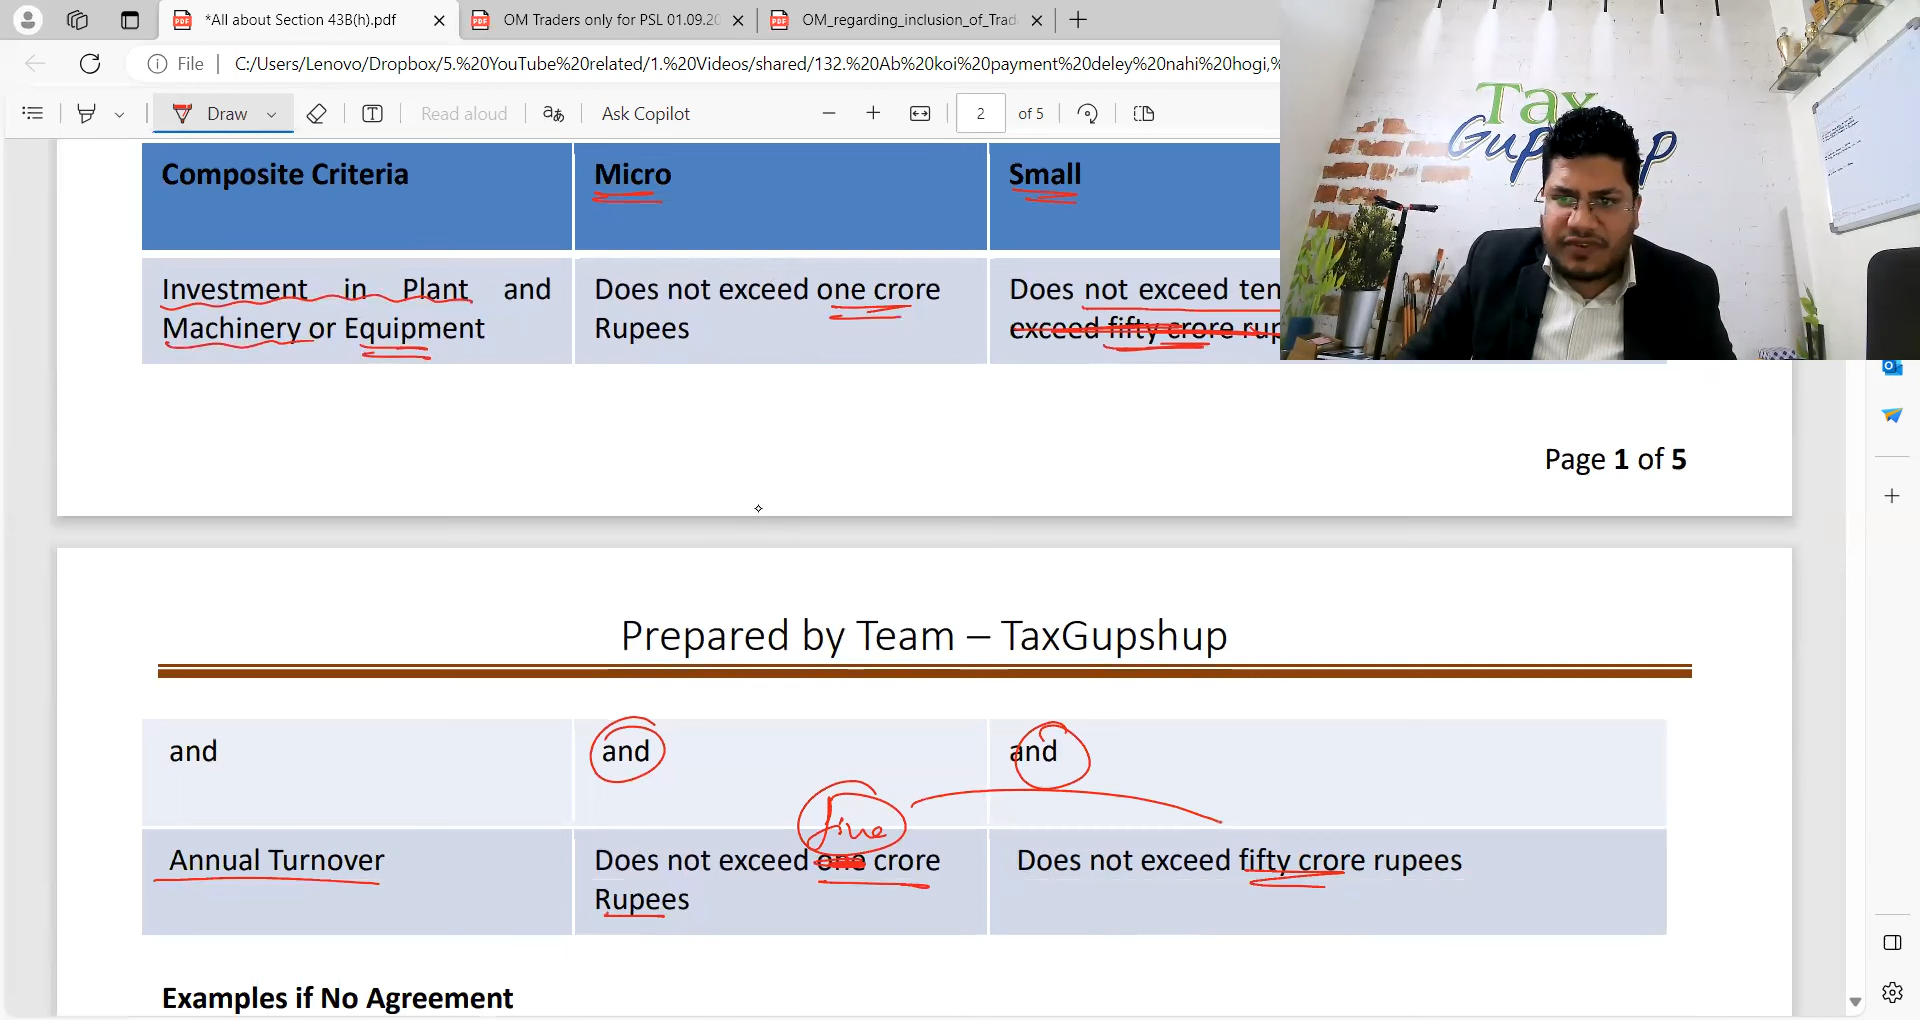 *All about Section 43B(h).pdf
OM Traders only for PSL 01.09.20
OM_regarding_inclusion_of_Trad
File
C:/Users/Lenovo/Dropbox/5.%20YouTube%20related/1.%20Videos/shared/132.%20Ab%20koi%20payment%20deley%20nahi%20hogi,%
Draw
Read aloud
Ask Copilot
2 of 5
Tax
Gupshup
Composite Criteria
Micro
Small
Investment in Plant and
Machinery or Equipment
Does not exceed one crore
Rupees
Does not exceed ten
exceed fifty crore rup
Page 1 of 5
Prepared by Team – TaxGupshup
and
and
and
five
Annual Turnover
Does not exceed one crore
Rupees
Does not exceed fifty crore rupees
Examples if No Agreement